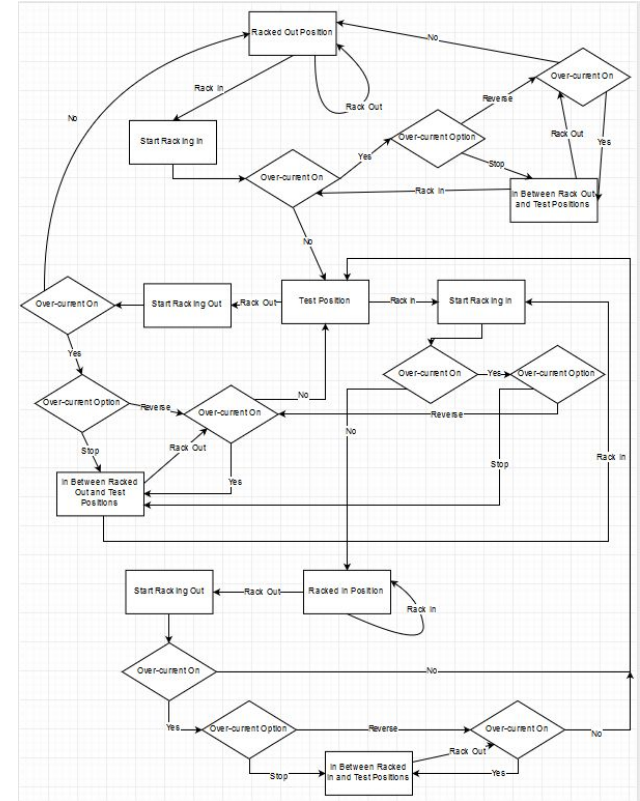 Racked Out Position
No
Over-current On
Rack In
Rack Out
Reverse
No
Start Racking In
Over-current Option
Rack Out
Yes
Yes
Over-current On
Stop
Rack In
In Between Rack Out
and Test Positions
No
Over-current On
Start Racking Out
Rack Out
Test Position
Rack In
Start Racking In
Yes
Over-current On
Yes
Over-current Option
Over-current Option
Reverse
Over-current On
No
Reverse
No
Stop
Rack Out
Stop
Rack In
In Between Racked
Out and Test
Positions
Yes
Start Racking Out
Rack Out
Racked In Position
Rack In
Over-current On
No
Yes
Over-current Option
Reverse
Over-current On
No
Rack Out
Stop
In Between Racked
In and Test Positions
Yes